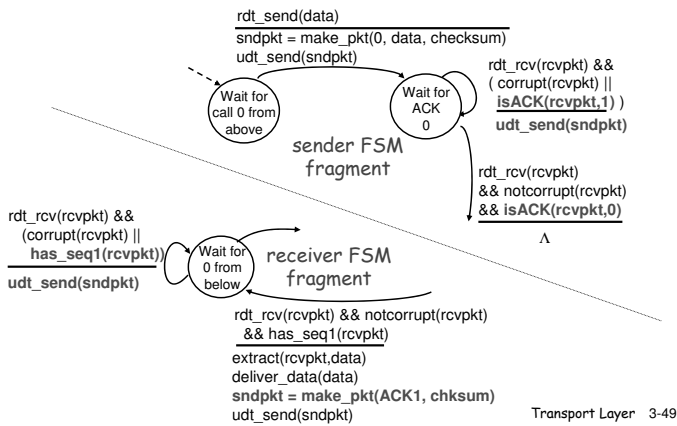 rdt_send(data)
sndpkt = make_pkt(0, data, checksum)
udt_send(sndpkt)
Wait for
call 0 from
above
Wait for
ACK
0
rdt_rcv(rcvpkt) &&
( corrupt(rcvpkt) ||
isACK(rcvpkt,1) )
udt_send(sndpkt)
sender FSM
fragment
rdt_rcv(rcvpkt)
&& notcorrupt(rcvpkt)
&& isACK(rcvpkt,0)
Λ
rdt_rcv(rcvpkt) &&
(corrupt(rcvpkt) ||
has_seq1(rcvpkt))
udt_send(sndpkt)
Wait for
0 from
below
receiver FSM
fragment
rdt_rcv(rcvpkt) && notcorrupt(rcvpkt)
&& has_seq1(rcvpkt)
extract(rcvpkt,data)
deliver_data(data)
sndpkt = make_pkt(ACK1, chksum)
udt_send(sndpkt)
Transport Layer 3-49